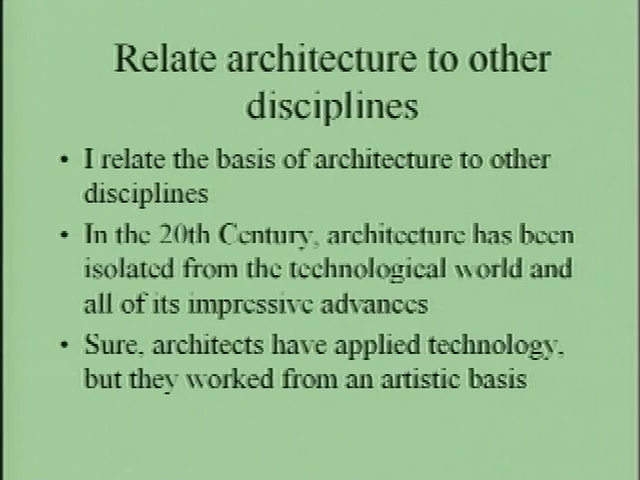 Relate architecture to other
disciplines
• I relate the basis of architecture to other
disciplines
• In the 20th Century, architecture has been
isolated from the technological world and
all of its impressive advances
• Sure, architects have applied technology,
but they worked from an artistic basis